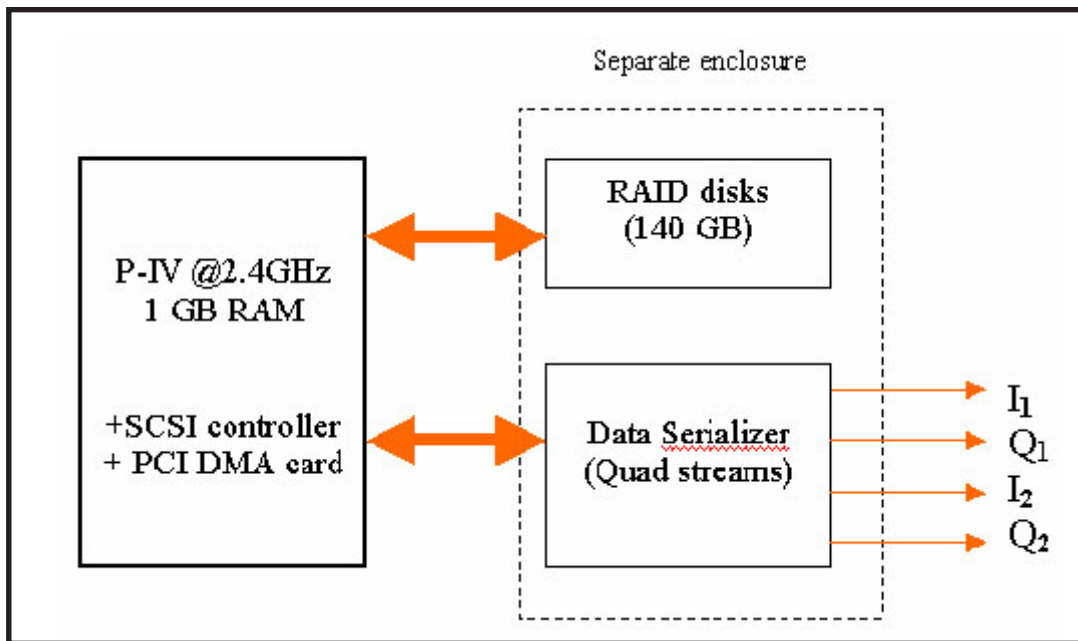 Separate enclosure
RAID disks
(140 GB)
P-IV @2.4GHz
1 GB RAM
+SCSI controller
+ PCI DMA card
Data Serializer
(Quad streams)
I₁
Q₁
I₂
Q₂